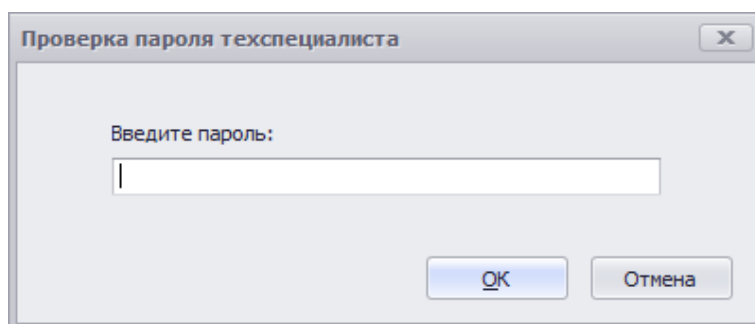 Проверка пароля техспециалиста
Введите пароль:
OK
Отмена